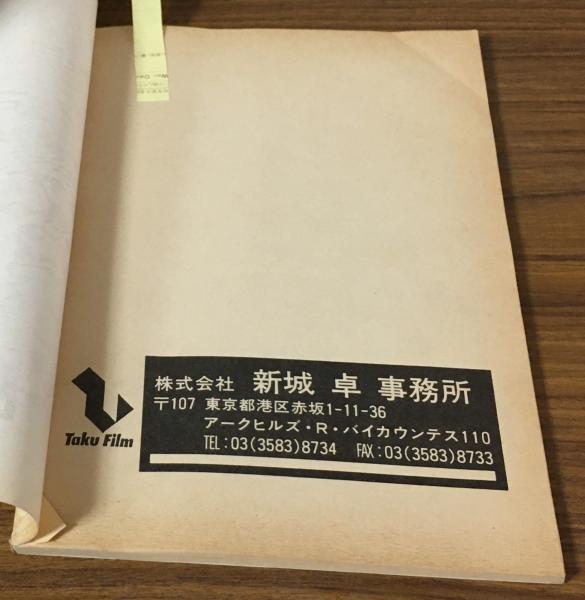 株式会社 新城 卓 事務所
〒107 東京都港区赤坂1-11-36
アークヒルズ・R・バイカウンテス110
TEL:03(3583)8734 FAX:03(3583)8733
Taku Film